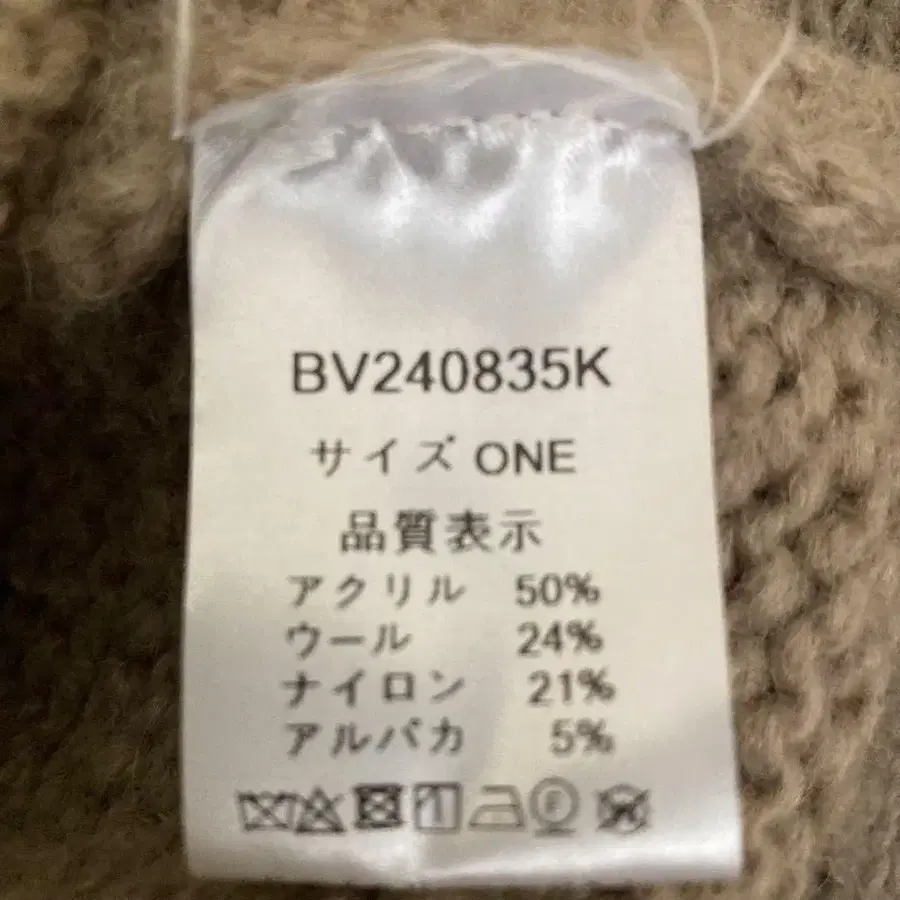 BV240835K
サイズ ONE
品質表示
アクリル 50%
ウール 24%
ナイロン 21%
アルパカ 5%